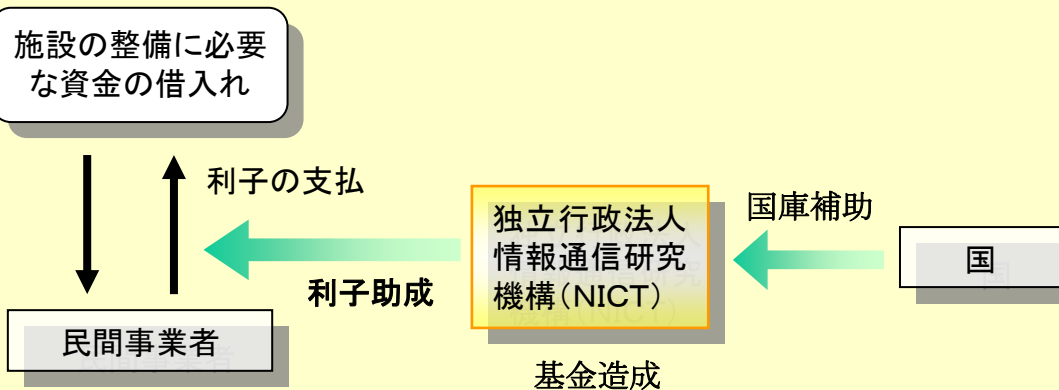 施設の整備に必要
な資金の借入れ
利子の支払
利子助成
民間事業者
独立行政法人
情報通信研究
機構（NICT）
基金造成
国庫補助
国